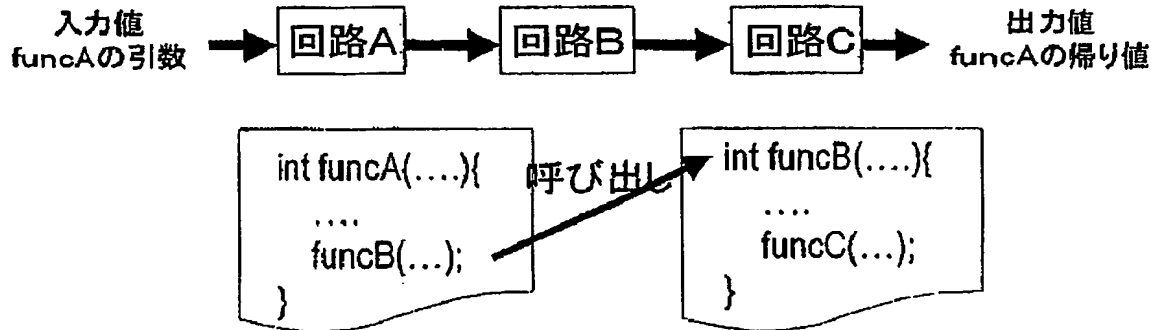 入力値
funcAの引数
回路A
回路B
回路C
出力値
funcAの帰り値
int funcA(....){
....
funcB(...);
}
呼び出し
int funcB(....){
....
funcC(...);
}